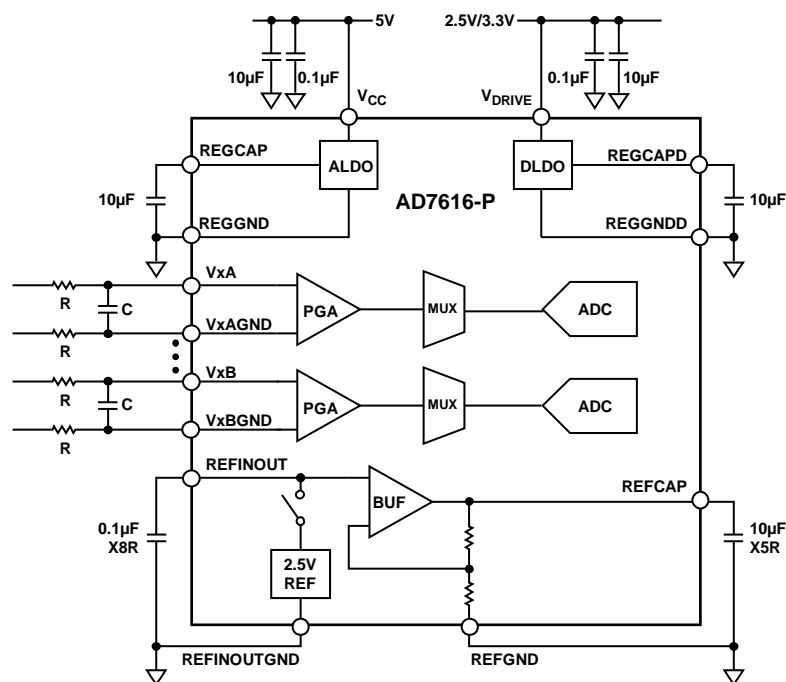 5V
2.5V/3.3V
10µF
0.1µF
0.1µF
10µF
VCC
VDRIVE
REGCAP
ALDO
DLDO
REGCAPD
10µF
AD7616-P
10µF
REGGND
REGGNDD
VxA
R
C
PGA
MUX
ADC
VxAGND
R
VxB
R
C
PGA
MUX
ADC
VxBGND
R
REFINOUT
BUF
REFCAP
0.1µF
X8R
10µF
X5R
2.5V
REF
REFINOUTGND
REFGND